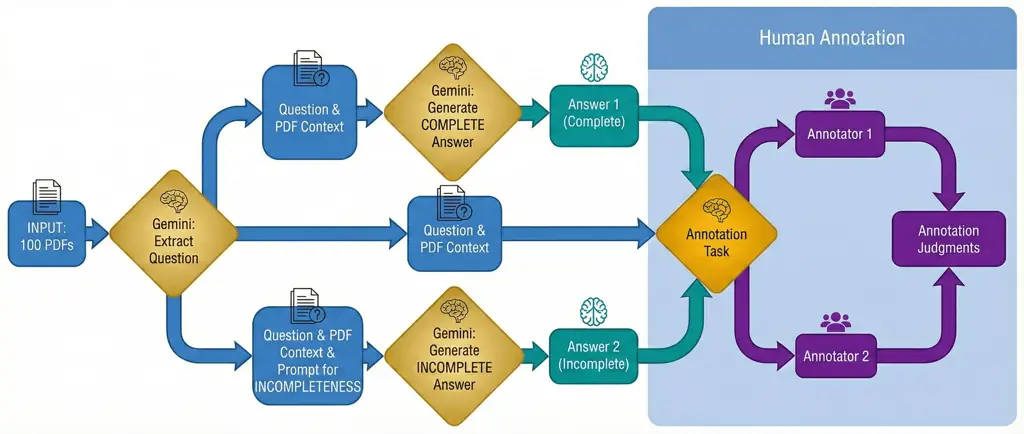 Human Annotation
INPUT:
100 PDFs
Gemini:
Extract
Question
Question &
PDF Context
Gemini:
Generate
COMPLETE
Answer
Answer 1
(Complete)
Question &
PDF Context
Question & PDF
Context &
Prompt for
INCOMPLETENESS
Gemini:
Generate
INCOMPLETE
Answer
Answer 2
(Incomplete)
Annotation
Task
Annotator 1
Annotator 2
Annotation
Judgments